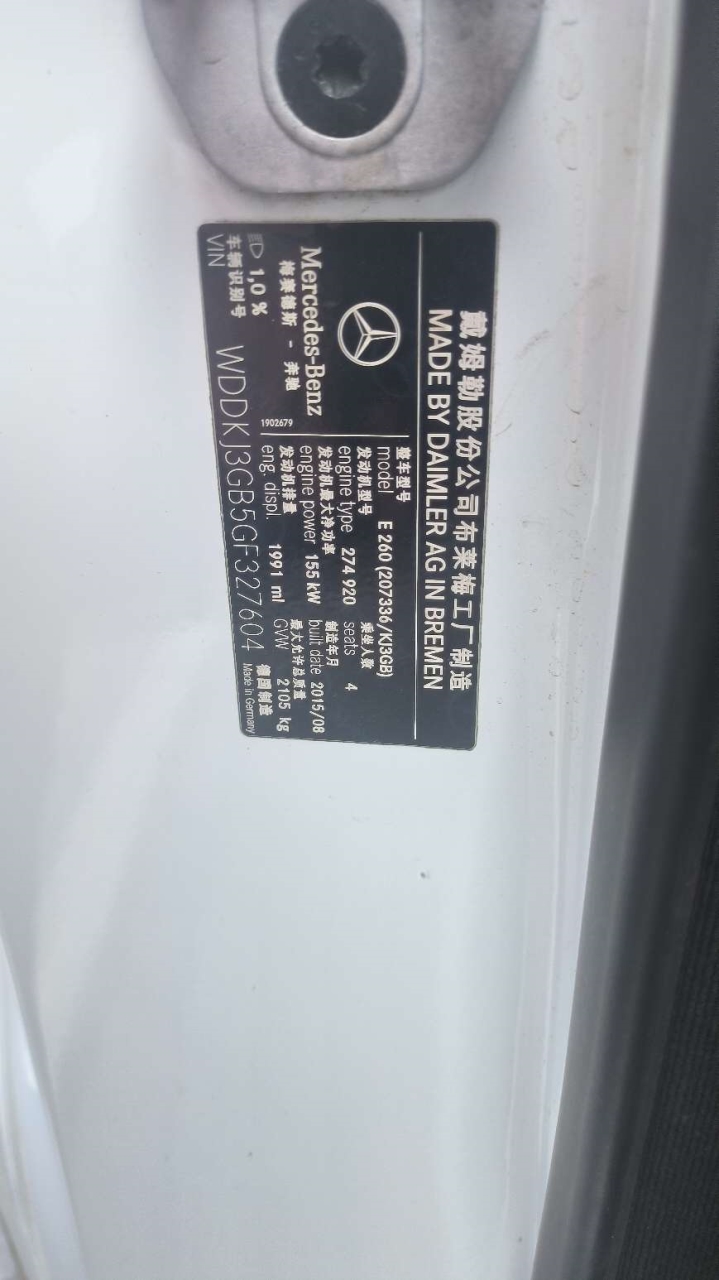 戴姆勒股份公司布莱梅工厂制造
MADE BY DAIMLER AG IN BREMEN
Mercedes-Benz
梅赛德斯 - 奔驰
1,0 %
1902679
整车型号
model E 260 (207336/KJ3GB)
发动机型号 乘坐人数
engine type 274 920 seats 4
发动机最大净功率 制造年月
engine power 155 kW built date 2015/08
发动机排量 最大允许总质量
eng. displ. 1991 ml GVW 2105 kg
车辆识别号 德国制造
VIN WDDKJ3GB5GF327604 Made in Germany